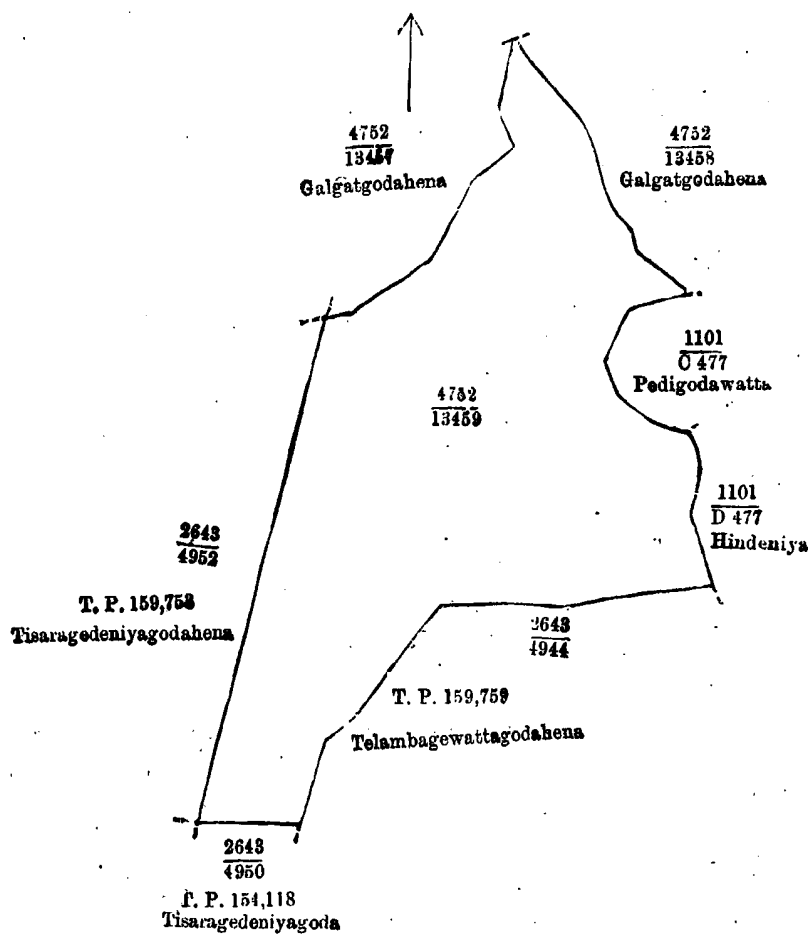 4752
13457
Galgatgodahena
4752
13458
Galgatgodahena
1101
C 477
Pedigodawatta
4752
13459
1101
D 477
Hindeniya
2643
4952
T. P. 159,758
Tisaragedeniyagodahena
2643
4944
T. P. 159,759
Telambagewattagodahena
2643
4950
T. P. 154,118
Tisaragedeniyagoda